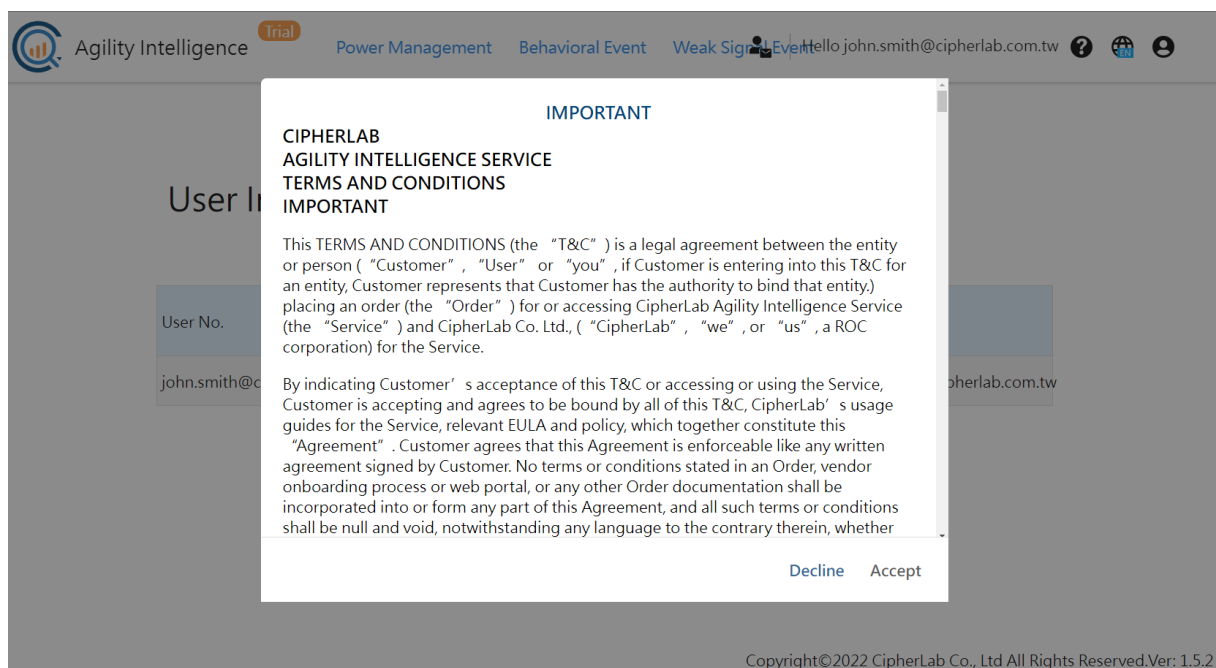 Agility Intelligence Trial Power Management Behavioral Event Weak Signal Event Hello john.smith@cipherlab.com.tw EN
IMPORTANT
CIPHERLAB
AGILITY INTELLIGENCE SERVICE
TERMS AND CONDITIONS
IMPORTANT
User
This TERMS AND CONDITIONS (the “T&C”) is a legal agreement between the entity
or person (“Customer”, “User” or “you”, if Customer is entering into this T&C for
an entity, Customer represents that Customer has the authority to bind that entity.)
placing an order (the “Order”) for or accessing CipherLab Agility Intelligence Service
(the “Service”) and CipherLab Co. Ltd., (“CipherLab”, “we”, or “us”, a ROC
corporation) for the Service.
User No.
By indicating Customer’s acceptance of this T&C or accessing or using the Service,
Customer is accepting and agrees to be bound by all of this T&C, CipherLab’s usage
guides for the Service, relevant EULA and policy, which together constitute this
“Agreement”. Customer agrees that this Agreement is enforceable like any written
agreement signed by Customer. No terms or conditions stated in an Order, vendor
onboarding process or web portal, or any other Order documentation shall be
incorporated into or form any part of this Agreement, and all such terms or conditions
shall be null and void, notwithstanding any language to the contrary therein, whether
john.smith@c
pherlab.com.tw
Decline Accept
Copyright©2022 CipherLab Co., Ltd All Rights Reserved.Ver: 1.5.2